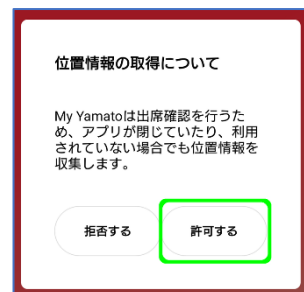 位置情報の取得について
My Yamatoは出席確認を行うた
め、アプリが閉じていたり、利用
されていない場合でも位置情報を
収集します。
拒否する
許可する